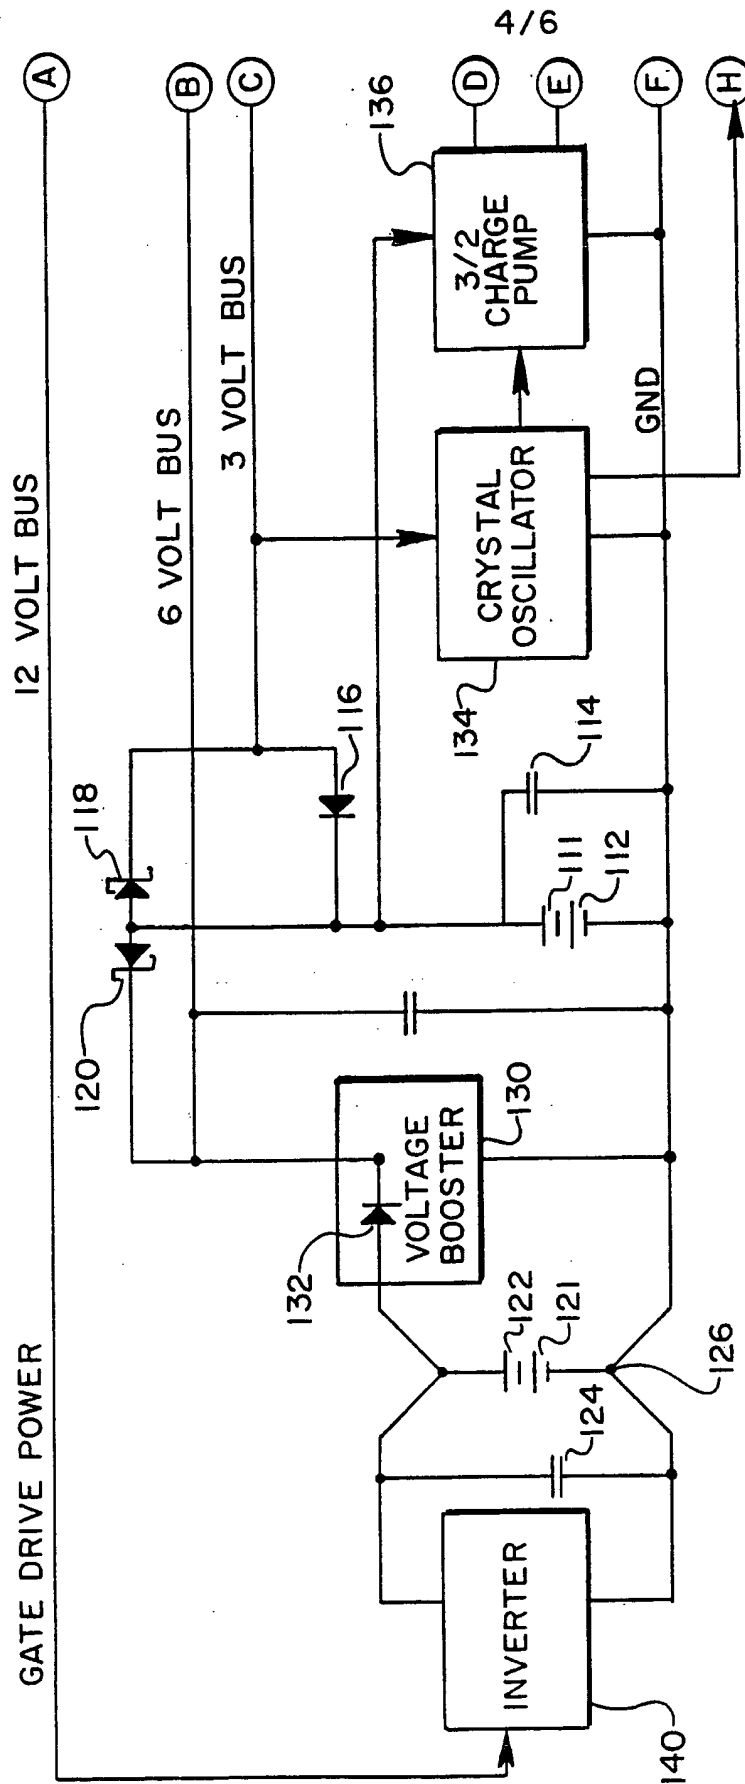 4/6
GATE DRIVE POWER
12 VOLT BUS
A
6 VOLT BUS
B
3 VOLT BUS
C
120
118
116
136
3/2
CHARGE
PUMP
D
E
CRYSTAL
OSCILLATOR
134
GND
F
H
114
111
112
132
VOLTAGE
BOOSTER
130
122
121
126
124
INVERTER
140